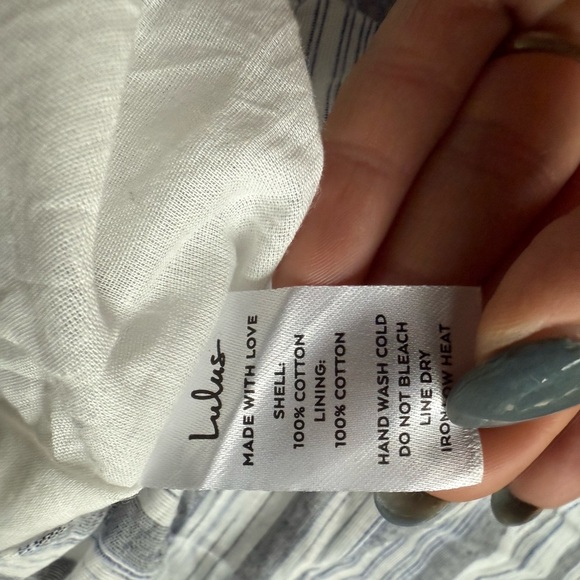 Lulus
MADE WITH LOVE
SHELL:
100% COTTON
LINING:
100% COTTON
HAND WASH COLD
DO NOT BLEACH
LINE DRY
IRON LOW HEAT